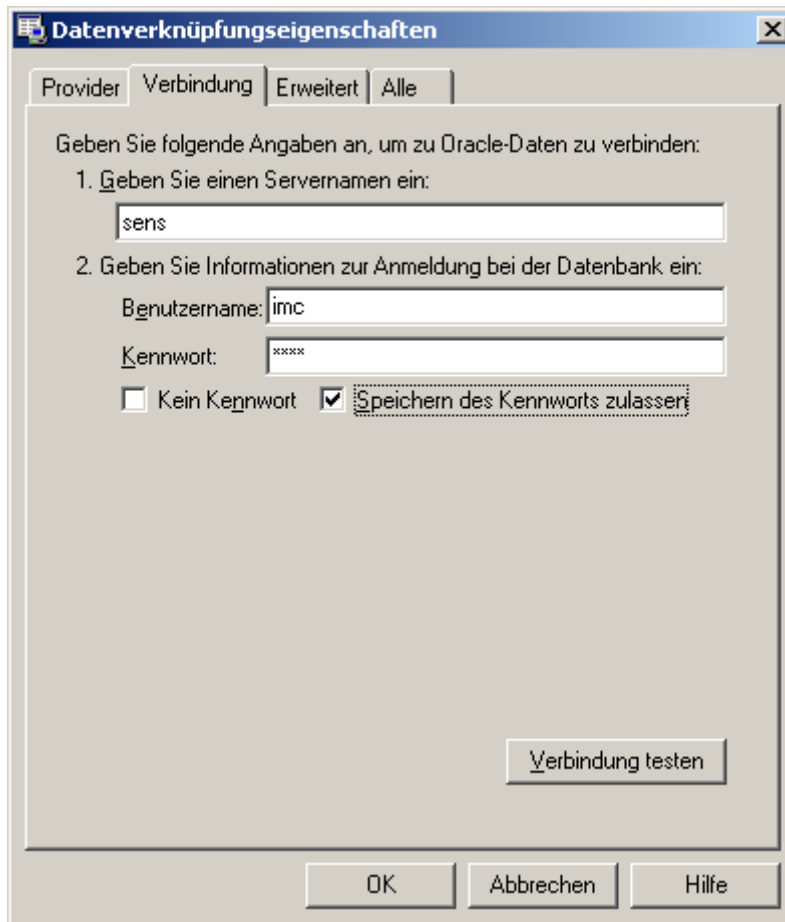 Datenverknüpfungseigenschaften
Provider Verbindung Erweitert Alle
Geben Sie folgende Angaben an, um zu Oracle-Daten zu verbinden:
1. Geben Sie einen Servernamen ein:
sens
2. Geben Sie Informationen zur Anmeldung bei der Datenbank ein:
Benutzername: imc
Kennwort: ****
Kein Kennwort Speichern des Kennworts zulassen
Verbindung testen
OK Abbrechen Hilfe